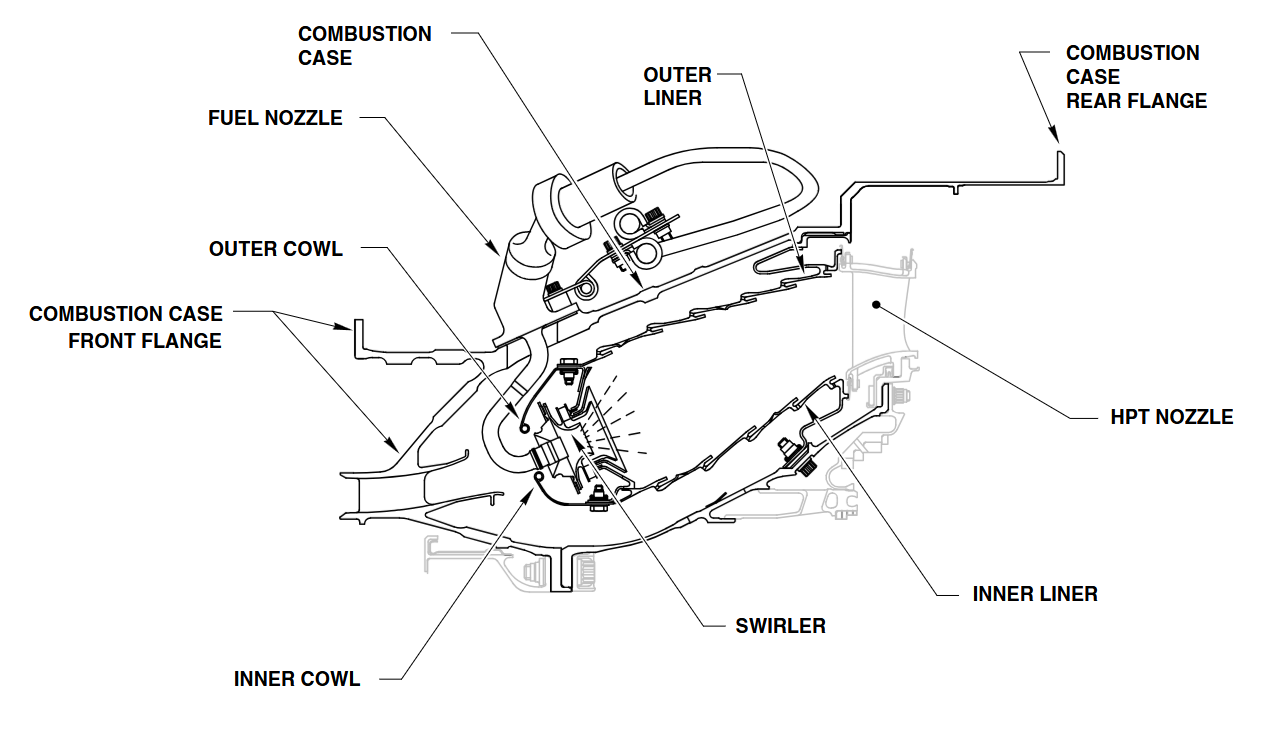 COMBUSTION
CASE
OUTER
LINER
COMBUSTION
CASE
REAR FLANGE
FUEL NOZZLE
OUTER COWL
COMBUSTION CASE
FRONT FLANGE
HPT NOZZLE
INNER LINER
SWIRLER
INNER COWL